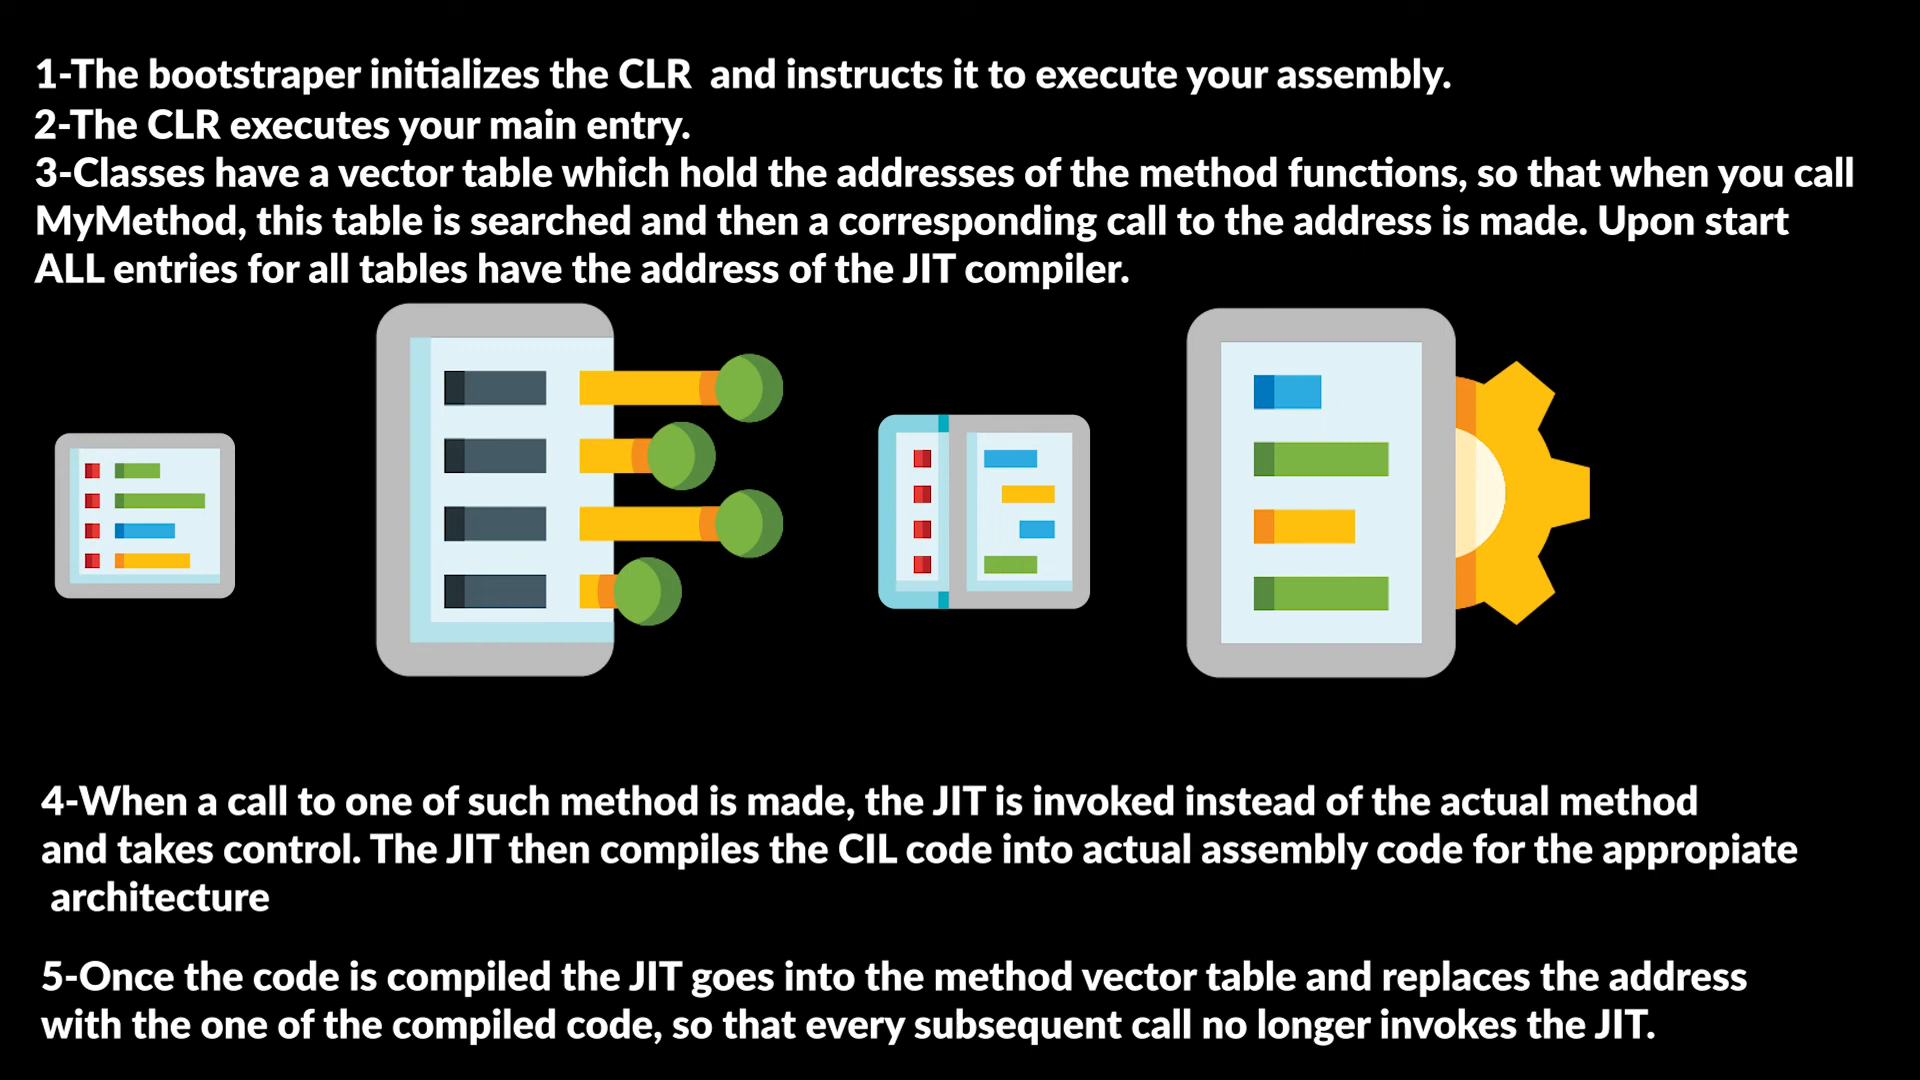 1-The bootstraper initializes the CLR  and instructs it to execute your assembly.
2-The CLR executes your main entry.
3-Classes have a vector table which hold the addresses of the method functions, so that when you call
MyMethod, this table is searched and then a corresponding call to the address is made. Upon start
ALL entries for all tables have the address of the JIT compiler.
4-When a call to one of such method is made, the JIT is invoked instead of the actual method
and takes control. The JIT then compiles the CIL code into actual assembly code for the appropiate
architecture
5-Once the code is compiled the JIT goes into the method vector table and replaces the address
with the one of the compiled code, so that every subsequent call no longer invokes the JIT.